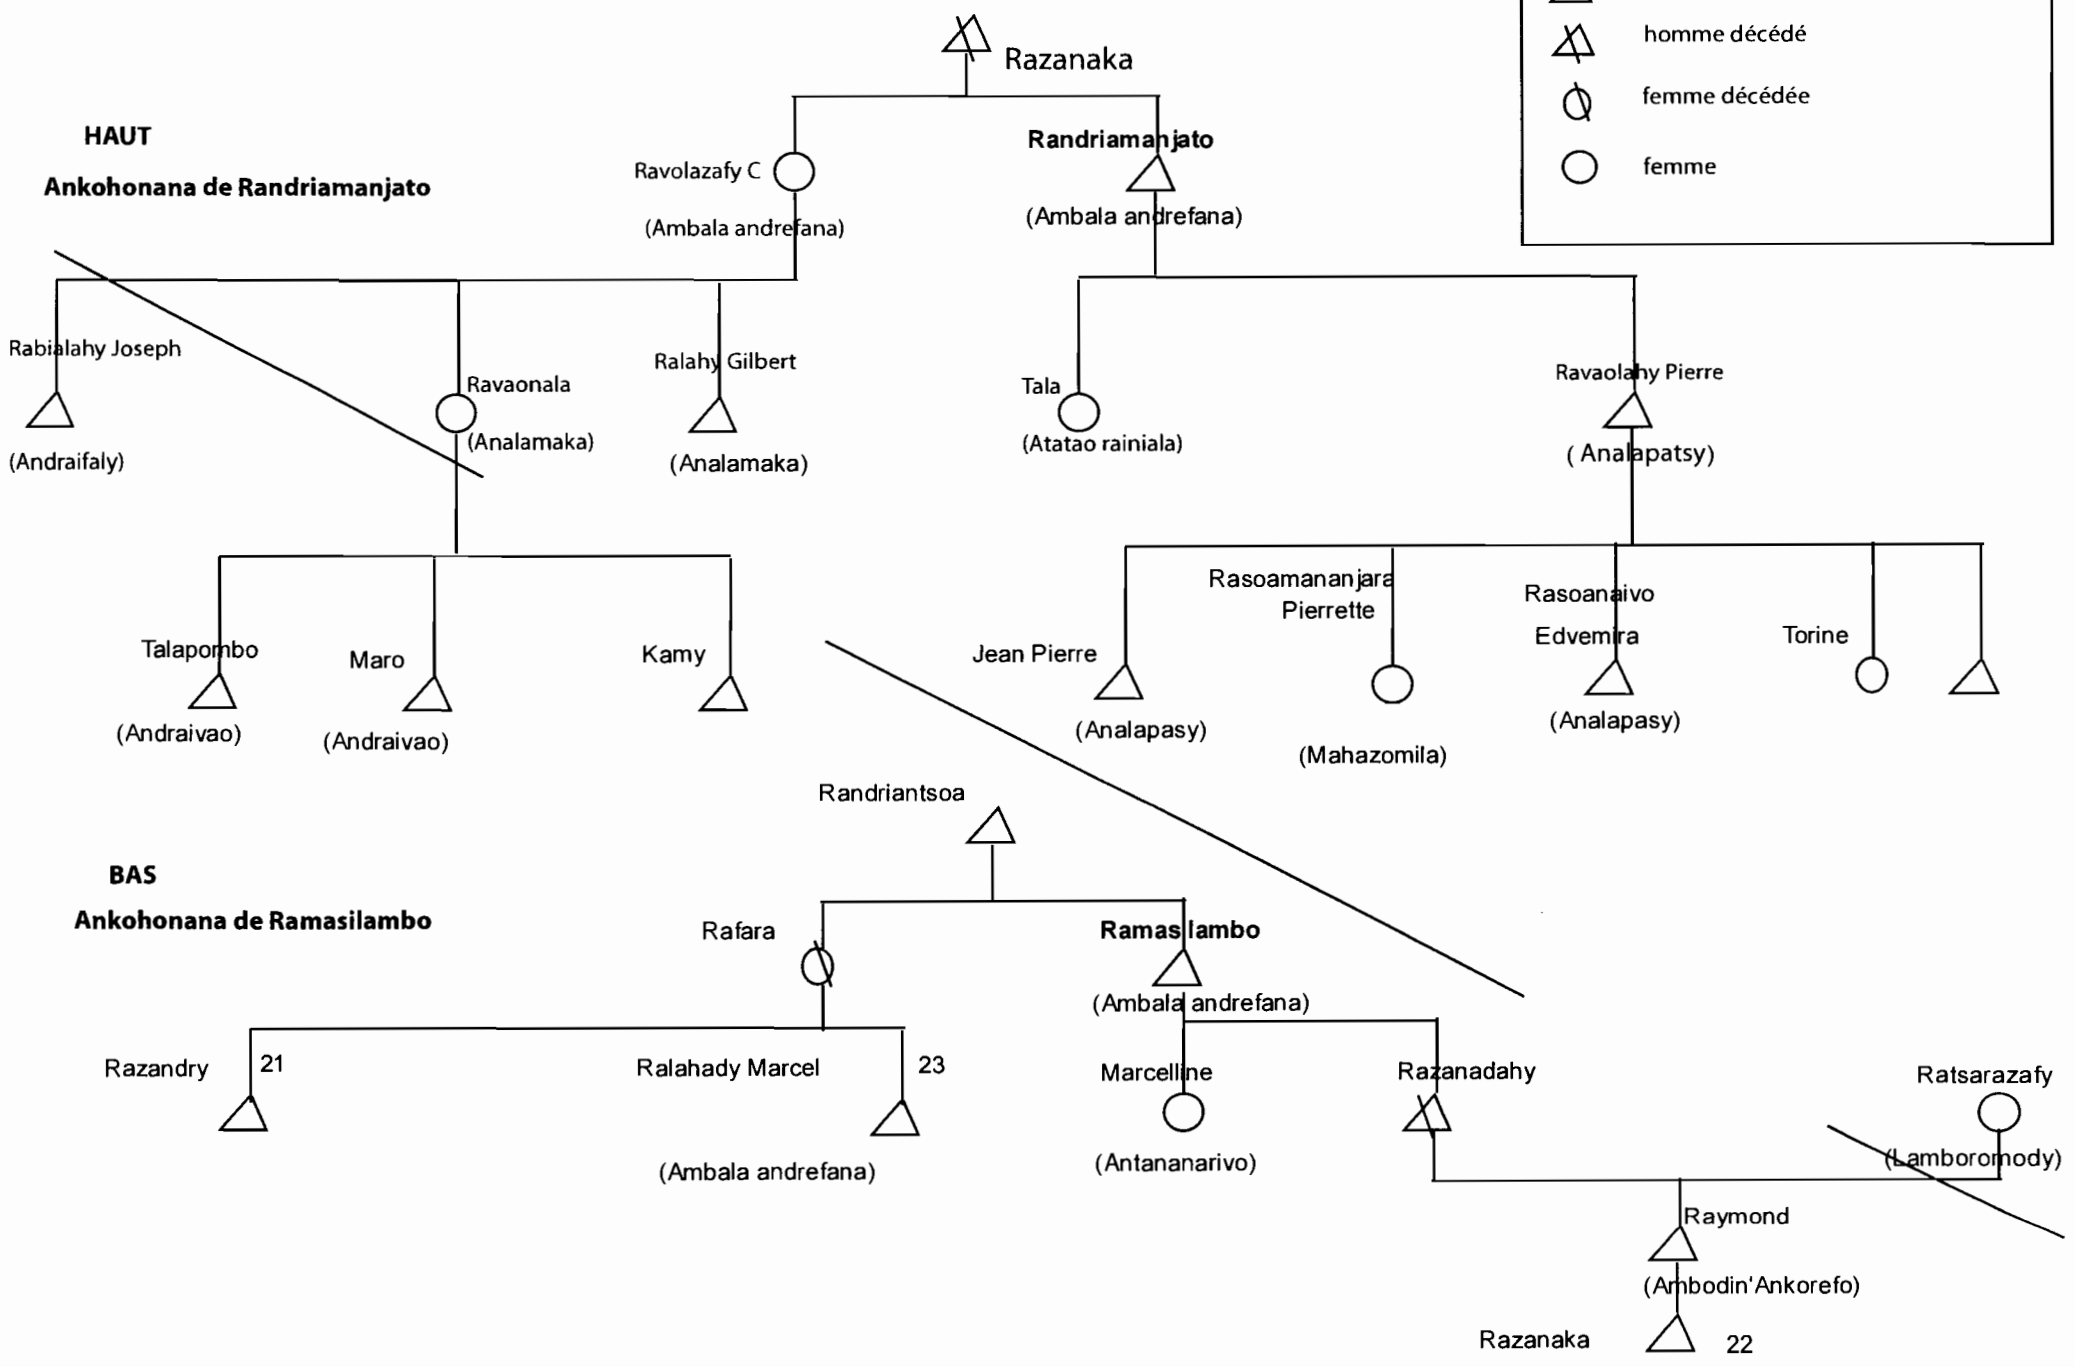 homme décédé
Razanaka
femme décédée
HAUT
Randriamanjato
Ravolazafy C
femme
Ankohonana de Randriamanjato
(Ambala andrefana)
(Ambala andrefana)
Rabialahy Joseph
Ralahy Gilbert
Ravaolahy Pierre
Ravaonala
Tala
(Analamaka)
(Atatao rainiala)
(Analapatsy)
(Andraifaly)
(Analamaka)
Rasoamananjara
Pierrette
Rasoanaivo
Edvemira
Torine
Talapombo
Maro
Kamy
Jean Pierre
(Andraivao)
(Andraivao)
(Analapasy)
(Analapasy)
(Mahazomila)
Randriantsoa
BAS
Ankohonana de Ramasilambo
Rafara
Ramasilambo
(Ambala andrefana)
Razandry
21
Ralahady Marcel
23
Marcelline
Razanadahy
Ratsarazafy
(Ambala andrefana)
(Antananarivo)
(Lamboromody)
Raymond
(Ambodin'Ankorefo)
Razanaka
22